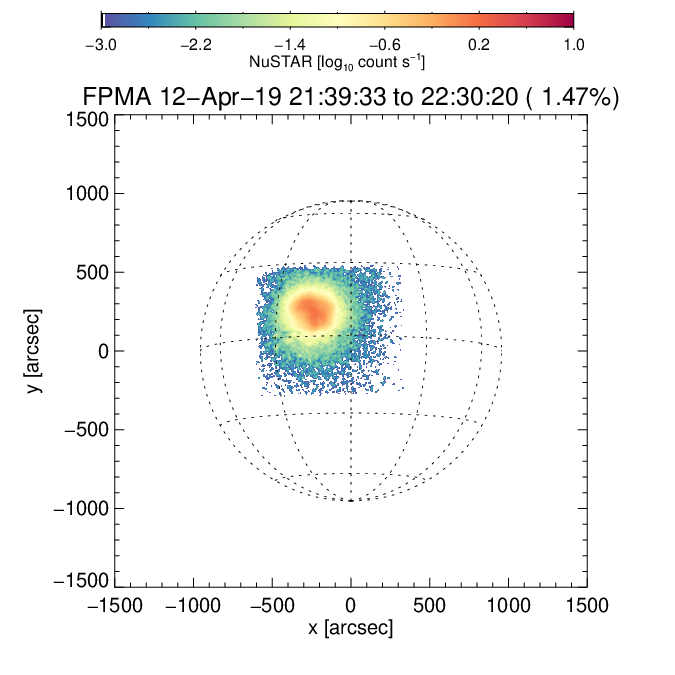 −3.0 −2.2 −1.4 −0.6 0.2 1.0
NuSTAR [log10 count s−1]
FPMA 12−Apr−19 21:39:33 to 22:30:20 ( 1.47%)
1500
1000
500
0
−500
−1000
−1500
y [arcsec]
−1500 −1000 −500 0 500 1000 1500
x [arcsec]